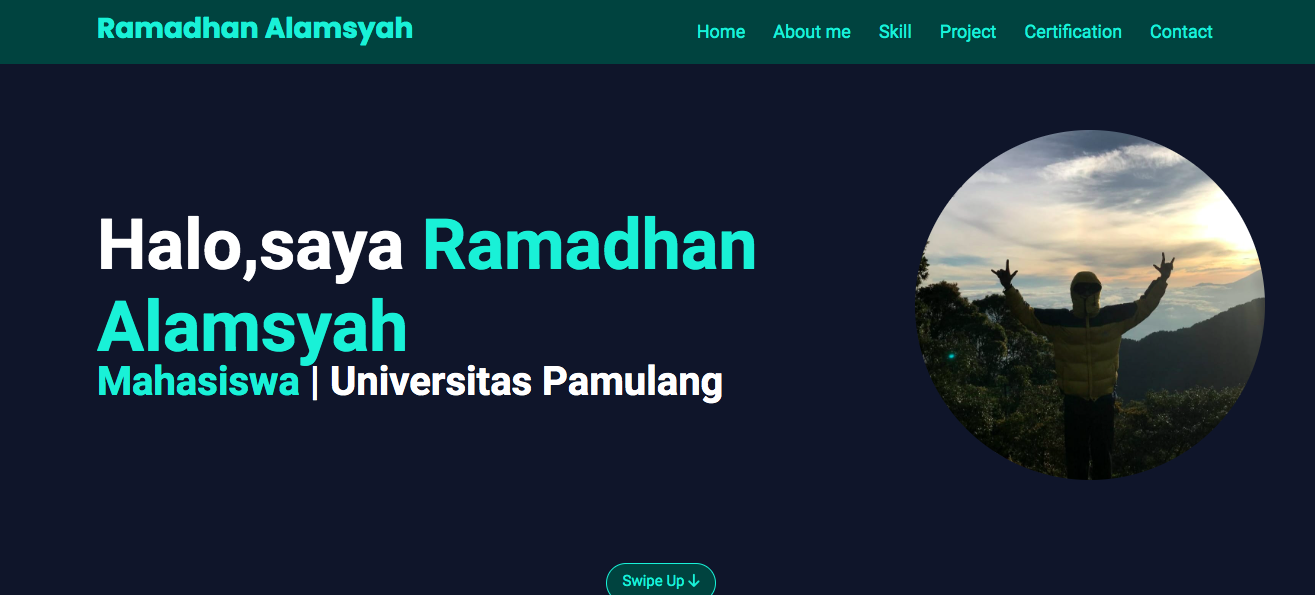 Ramadhan Alamsyah
Home About me Skill Project Certification Contact
Halo,saya Ramadhan
Alamsyah
Mahasiswa | Universitas Pamulang
Swipe Up ↓